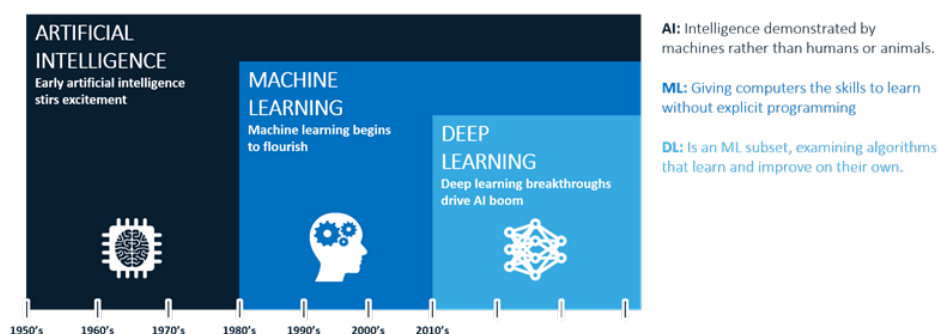 ARTIFICIAL
INTELLIGENCE
Early artificial intelligence
stirs excitement
MACHINE
LEARNING
Machine learning begins
to flourish
DEEP
LEARNING
Deep learning breakthroughs
drive AI boom
1950's 1960's 1970's 1980's 1990's 2000's 2010's
AI: Intelligence demonstrated by
machines rather than humans or animals.
ML: Giving computers the skills to learn
without explicit programming
DL: Is an ML subset, examining algorithms
that learn and improve on their own.